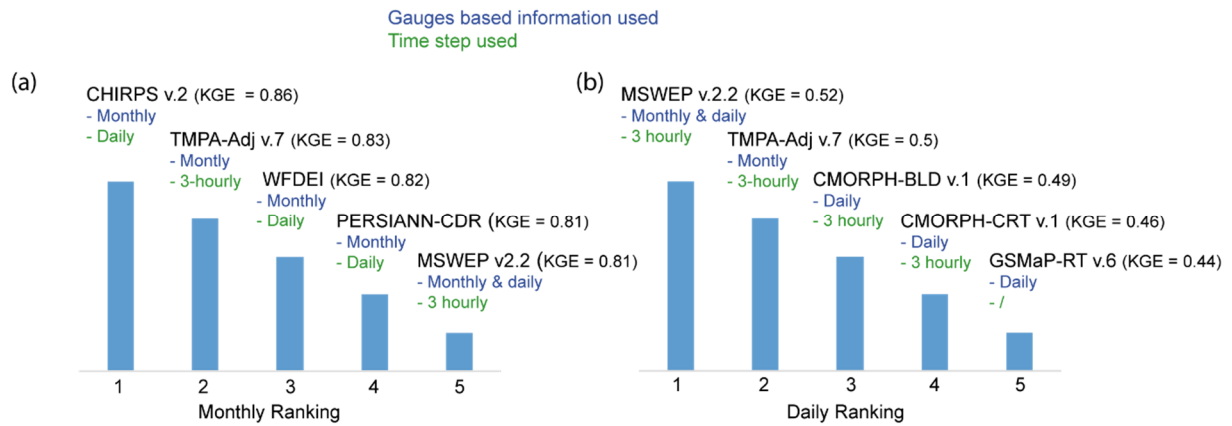 Gauges based information used
Time step used
(a)
CHIRPS v.2 (KGE = 0.86)
- Monthly
- Daily
TMPA-Adj v.7 (KGE = 0.83)
- Montly
- 3-hourly
WFDEI (KGE = 0.82)
- Monthly
- Daily
PERSIANN-CDR (KGE = 0.81)
- Monthly
- Daily
MSWEP v2.2 (KGE = 0.81)
- Monthly & daily
- 3 hourly
1 2 3 4 5
Monthly Ranking
(b)
MSWEP v.2.2 (KGE = 0.52)
- Monthly & daily
- 3 hourly
TMPA-Adj v.7 (KGE = 0.5)
- Montly
- 3-hourly
CMORPH-BLD v.1 (KGE = 0.49)
- Daily
- 3 hourly
CMORPH-CRT v.1 (KGE = 0.46)
- Daily
- 3 hourly
GSMaP-RT v.6 (KGE = 0.44)
- Daily
- /
1 2 3 4 5
Daily Ranking